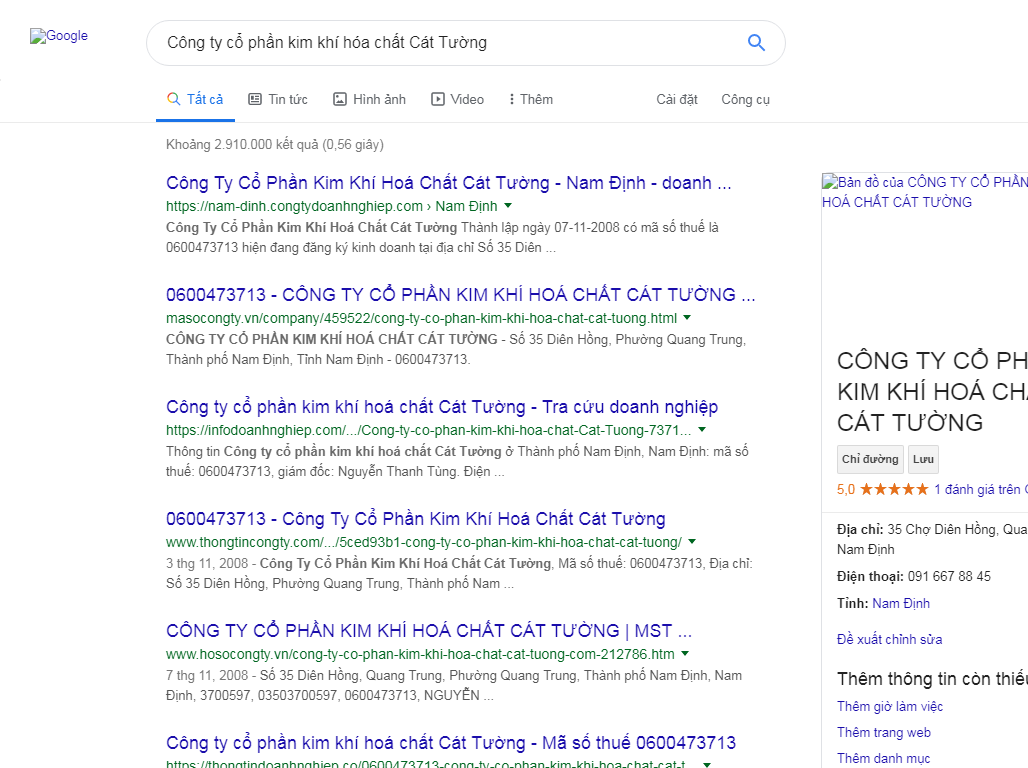 Google
Công ty cổ phần kim khí hóa chất Cát Tường
Tất cả Tin tức Hình ảnh Video Thêm Cài đặt Công cụ
Khoảng 2.910.000 kết quả (0,56 giây)
Công Ty Cổ Phần Kim Khí Hoá Chất Cát Tường - Nam Định - doanh ...
https://nam-dinh.congtydoanhnghiep.com › Nam Định
Công Ty Cổ Phần Kim Khí Hoá Chất Cát Tường Thành lập ngày 07-11-2008 có mã số thuế là
0600473713 hiện đang đăng ký kinh doanh tại địa chỉ Số 35 Diên ...
0600473713 - CÔNG TY CỔ PHẦN KIM KHÍ HOÁ CHẤT CÁT TƯỜNG ...
masocongty.vn/company/459522/cong-ty-co-phan-kim-khi-hoa-chat-cat-tuong.html
CÔNG TY CỔ PHẦN KIM KHÍ HOÁ CHẤT CÁT TƯỜNG - Số 35 Diên Hồng, Phường Quang Trung,
Thành phố Nam Định, Tỉnh Nam Định - 0600473713.
Công ty cổ phần kim khí hoá chất Cát Tường - Tra cứu doanh nghiệp
https://infodoanhnghiep.com/.../Cong-ty-co-phan-kim-khi-hoa-chat-Cat-Tuong-7371...
Thông tin Công ty cổ phần kim khí hoá chất Cát Tường ở Thành phố Nam Định, Nam Định: mã số
thuế: 0600473713, giám đốc: Nguyễn Thanh Tùng. Điện ...
0600473713 - Công Ty Cổ Phần Kim Khí Hoá Chất Cát Tường
www.thongtincongty.com/.../5ced93b1-cong-ty-co-phan-kim-khi-hoa-chat-cat-tuong/
3 thg 11, 2008 - Công Ty Cổ Phần Kim Khí Hoá Chất Cát Tường, Mã số thuế: 0600473713, Địa chỉ:
Số 35 Diên Hồng, Phường Quang Trung, Thành phố Nam ...
CÔNG TY CỔ PHẦN KIM KHÍ HOÁ CHẤT CÁT TƯỜNG | MST ...
www.hosocongty.vn/cong-ty-co-phan-kim-khi-hoa-chat-cat-tuong-com-212786.htm
7 thg 11, 2008 - Số 35 Diên Hồng, Quang Trung, Phường Quang Trung, Thành phố Nam Định, Nam
Định, 3700597, 03503700597, 0600473713, NGUYỄN ...
Công ty cổ phần kim khí hoá chất Cát Tường - Mã số thuế 0600473713
https://thongtindoanhnghiep.co/0600473713-cong-ty-co-phan-kim-khi-hoa-chat-cat-t...
Bản đồ của CÔNG TY CỔ PHẦN
HOÁ CHẤT CÁT TƯỜNG
CÔNG TY CỔ PH
KIM KHÍ HOÁ CHẤ
CÁT TƯỜNG
Chỉ đường Lưu
5,0 1 đánh giá trên
Địa chỉ: 35 Chợ Diên Hồng, Qua
Nam Định
Điện thoại: 091 667 88 45
Tỉnh: Nam Định
Đề xuất chỉnh sửa
Thêm thông tin còn thiếu
Thêm giờ làm việc
Thêm trang web
Thêm danh mục